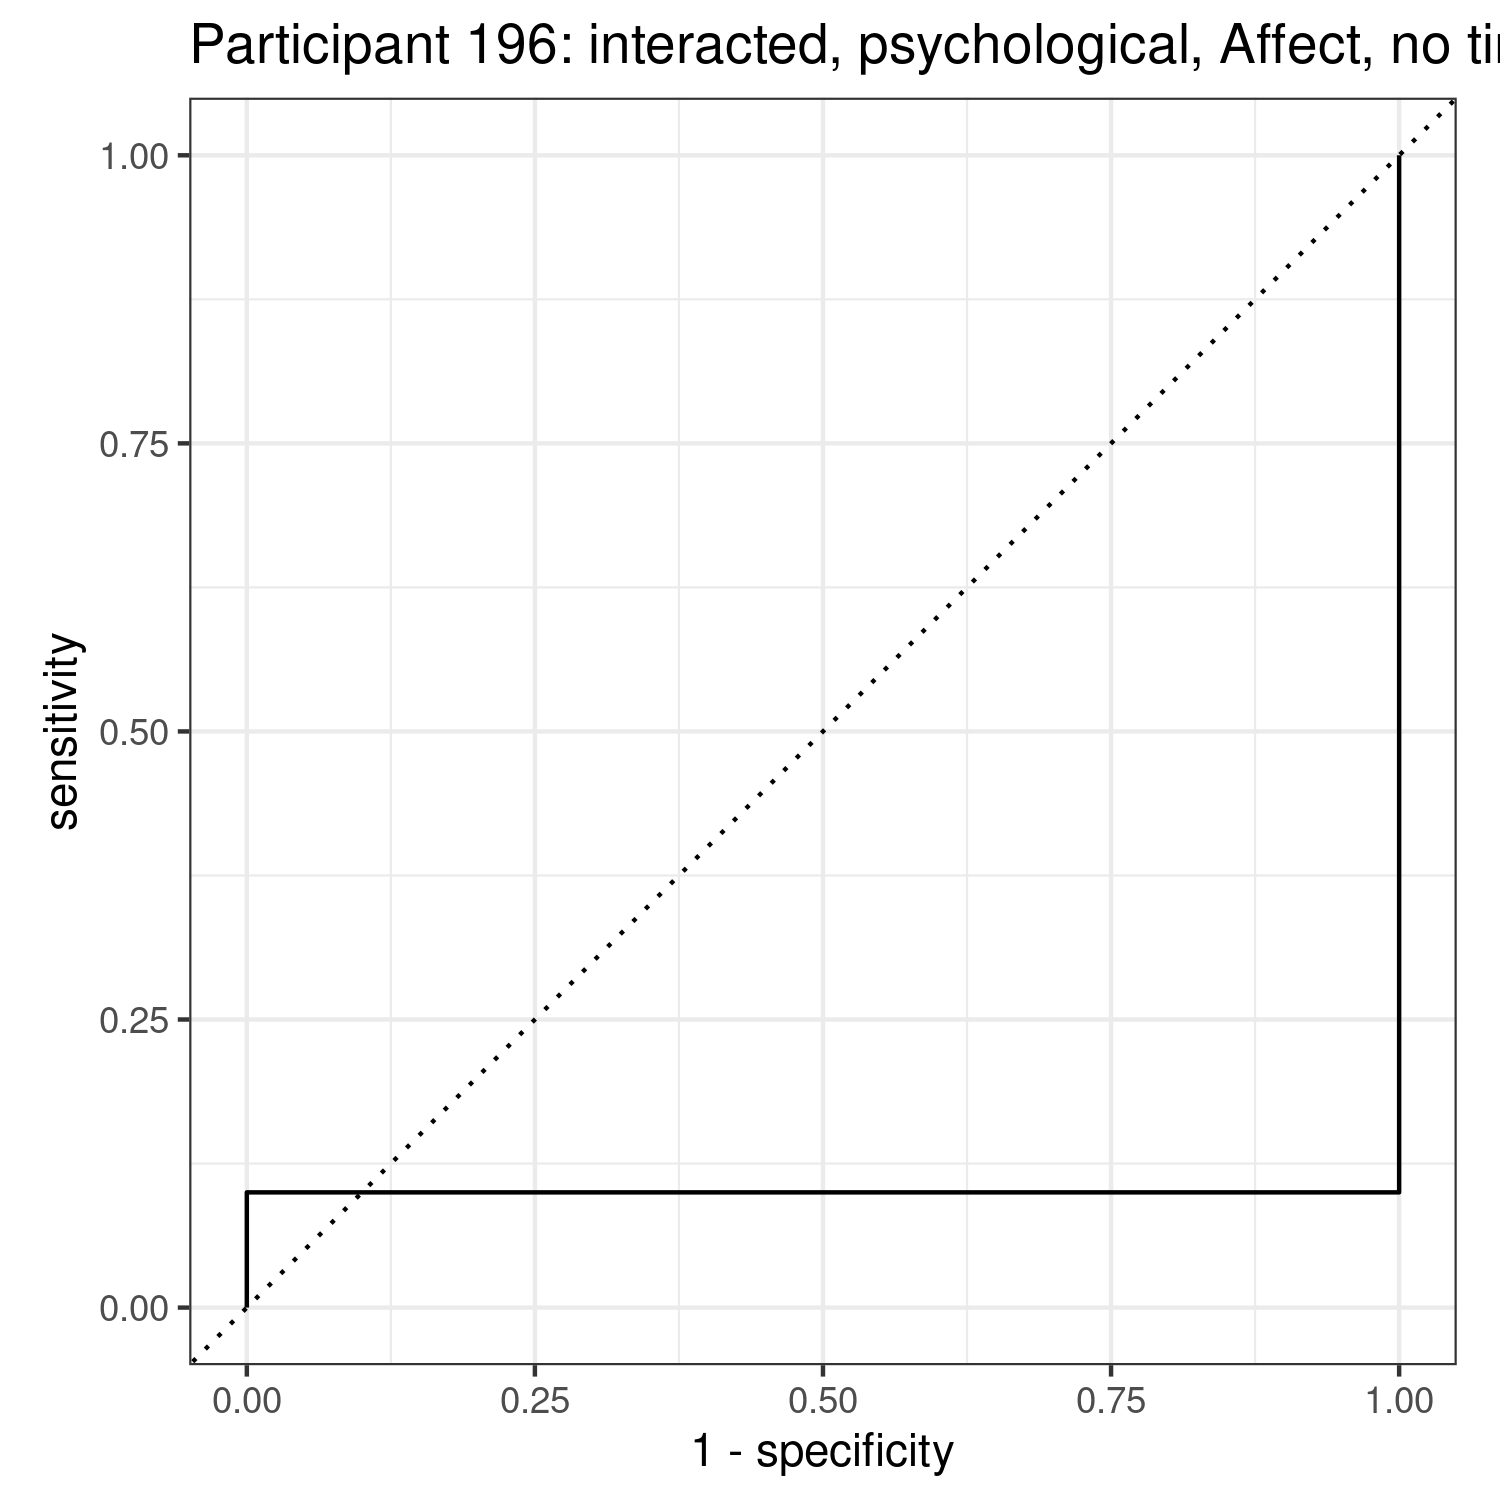 Participant 196: interacted, psychological, Affect, no
1.00
0.75
0.50
0.25
0.00
sensitivity
0.00 0.25 0.50 0.75 1.00
1 - specificity